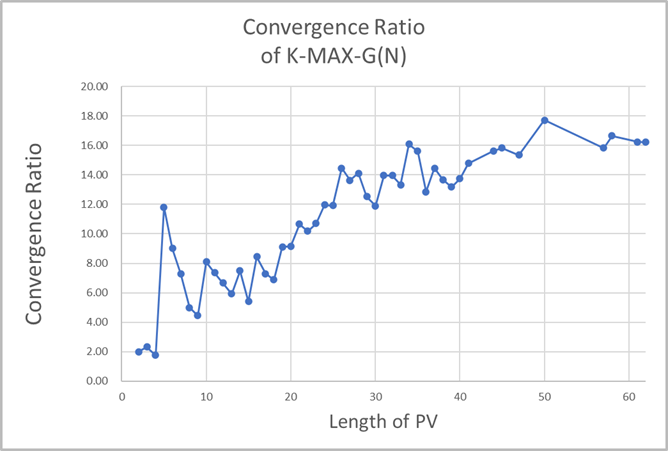 Convergence Ratio
of K-MAX-G(N)
20.00
18.00
16.00
14.00
12.00
10.00
8.00
6.00
4.00
2.00
0.00
Convergence Ratio
0 10 20 30 40 50 60
Length of PV